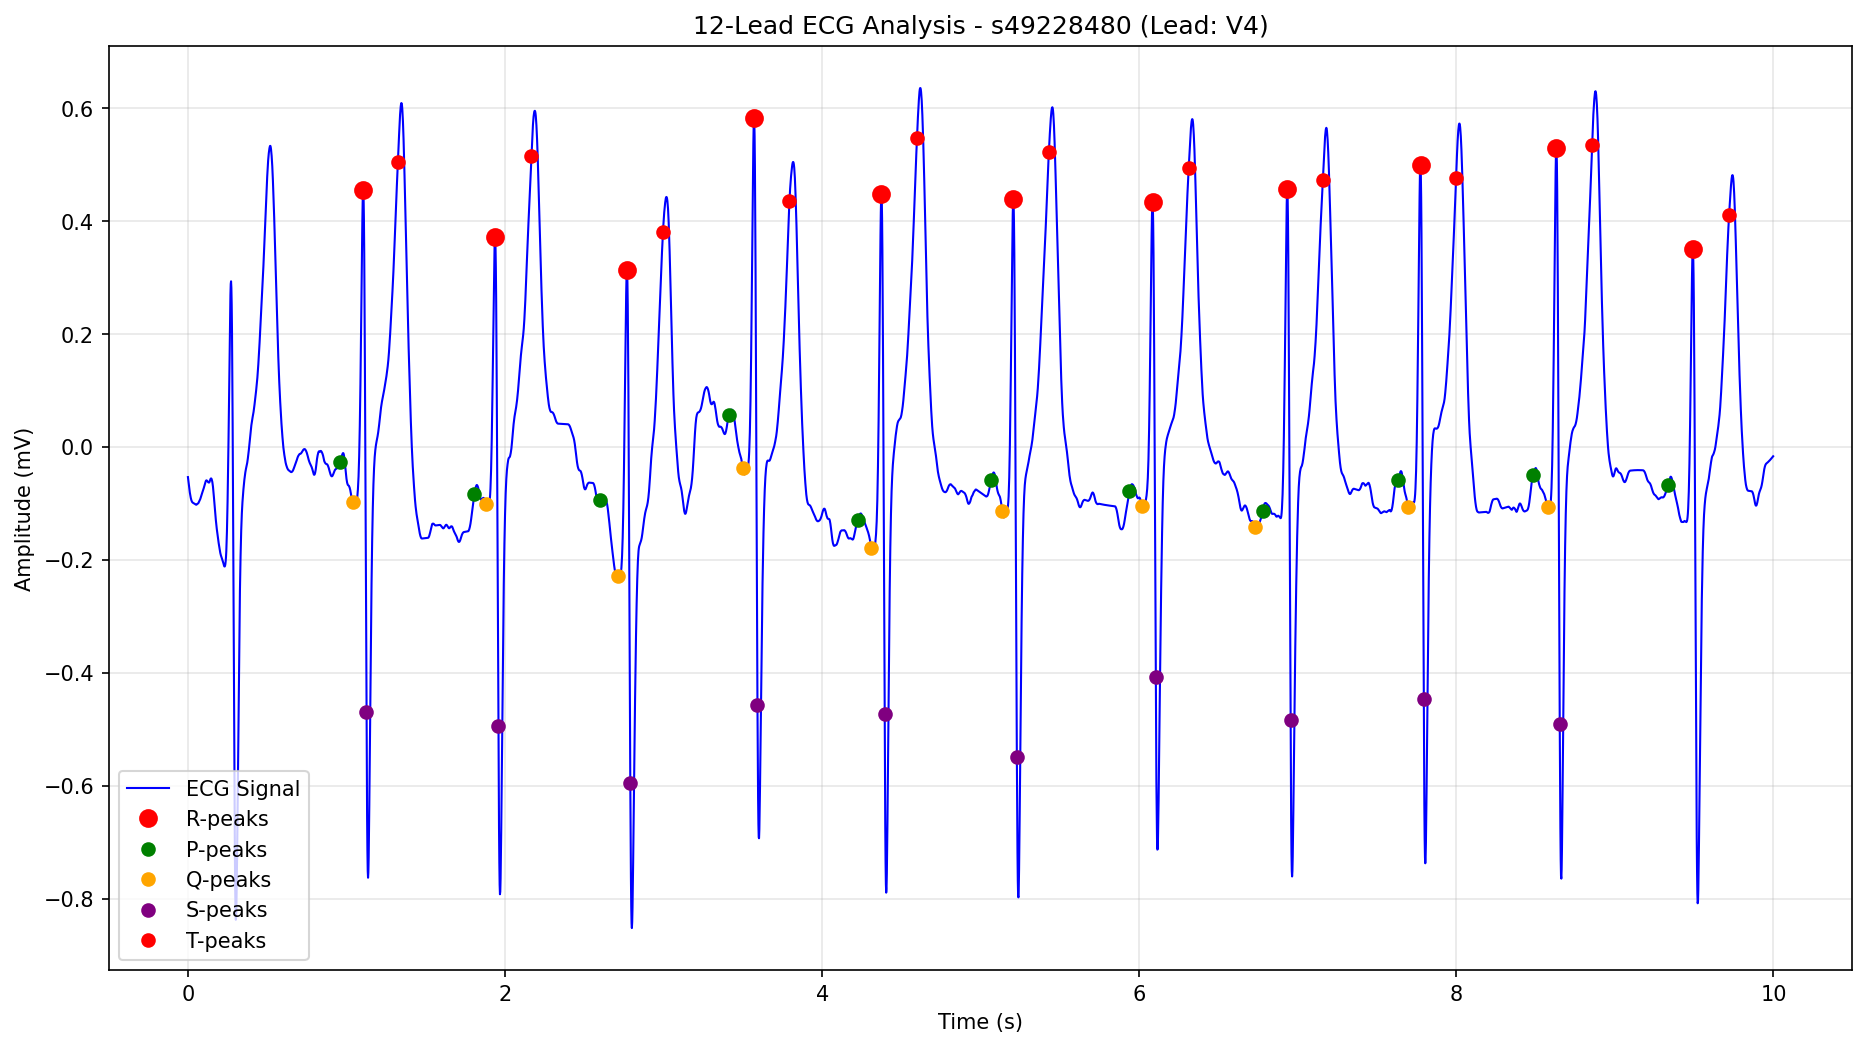 12-Lead ECG Analysis - s49228480 (Lead: V4)
Amplitude (mV)
0.6
0.4
0.2
0.0
−0.2
−0.4
−0.6
−0.8
ECG Signal
R-peaks
P-peaks
Q-peaks
S-peaks
T-peaks
0 2 4 6 8 10
Time (s)